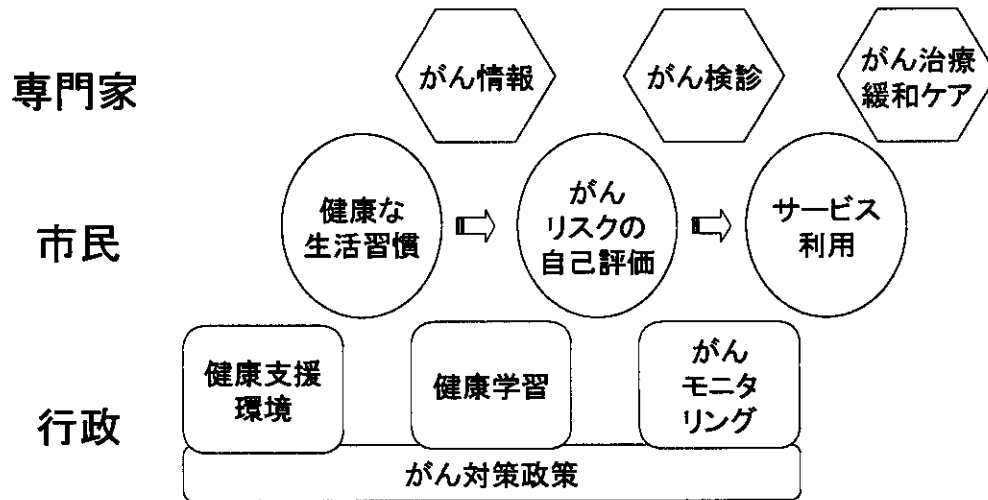 専門家
がん情報
がん検診
がん治療
緩和ケア
市民
健康な
生活習慣
がん
リスクの
自己評価
サービス
利用
行政
健康支援
環境
健康学習
がん
モニタ
リング
がん対策政策